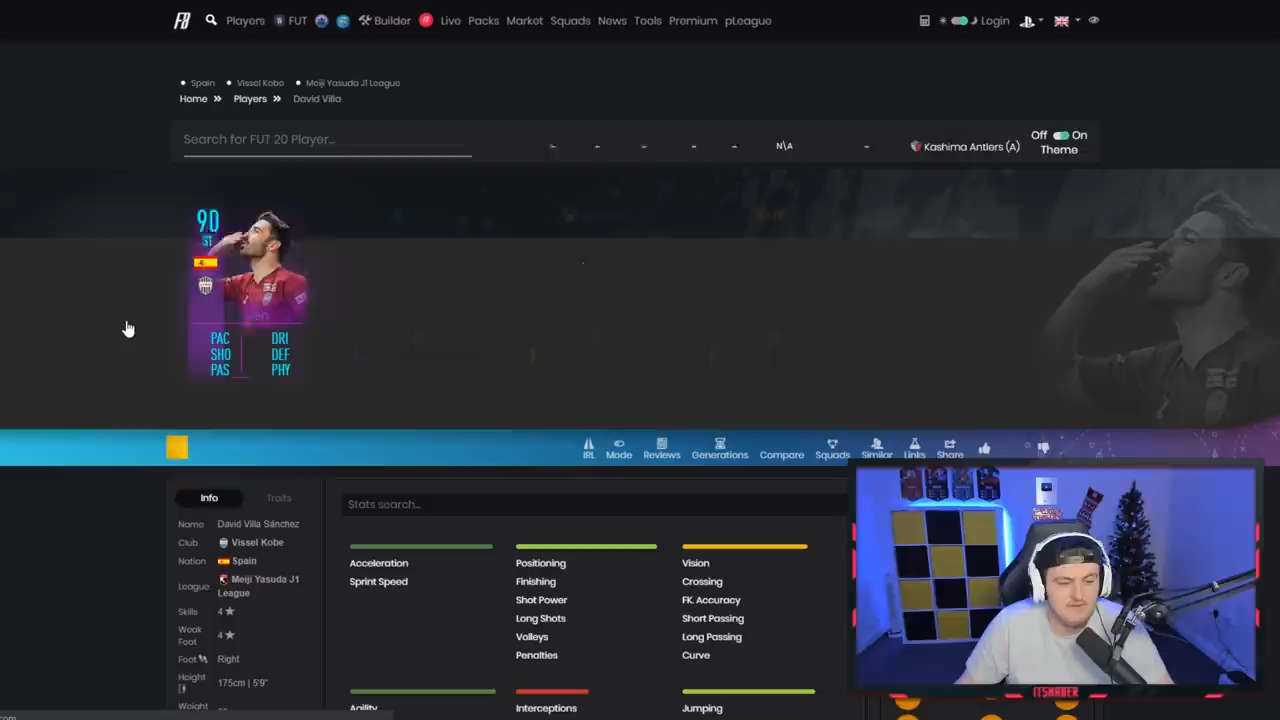 FB Players FUT Builder Live Packs Market Squads News Tools Premium pLeague Login
Spain Vissel Kobe Meiji Yasuda J1 League
Home » Players » David Villa
Search for FUT 20 Player...
N/A
Kashima Antlers (A)
Off On
Theme
90
ST
PAC DRI
SHO DEF
PAS PHY
IRL Mode Reviews Generations Compare Squads Similar Links Share
Info Traits
Stats search...
Name David Villa Sánchez
Club Vissel Kobe
Nation Spain
League Meiji Yasuda J1
League
Skills 4★
Weak
Foot 4★
Foot Right
Height 175cm | 5'9"
Weight
Acceleration Positioning Vision
Sprint Speed Finishing Crossing
Shot Power FK. Accuracy
Long Shots Short Passing
Volleys Long Passing
Penalties Curve
Agility Interceptions Jumping
ITSHABER